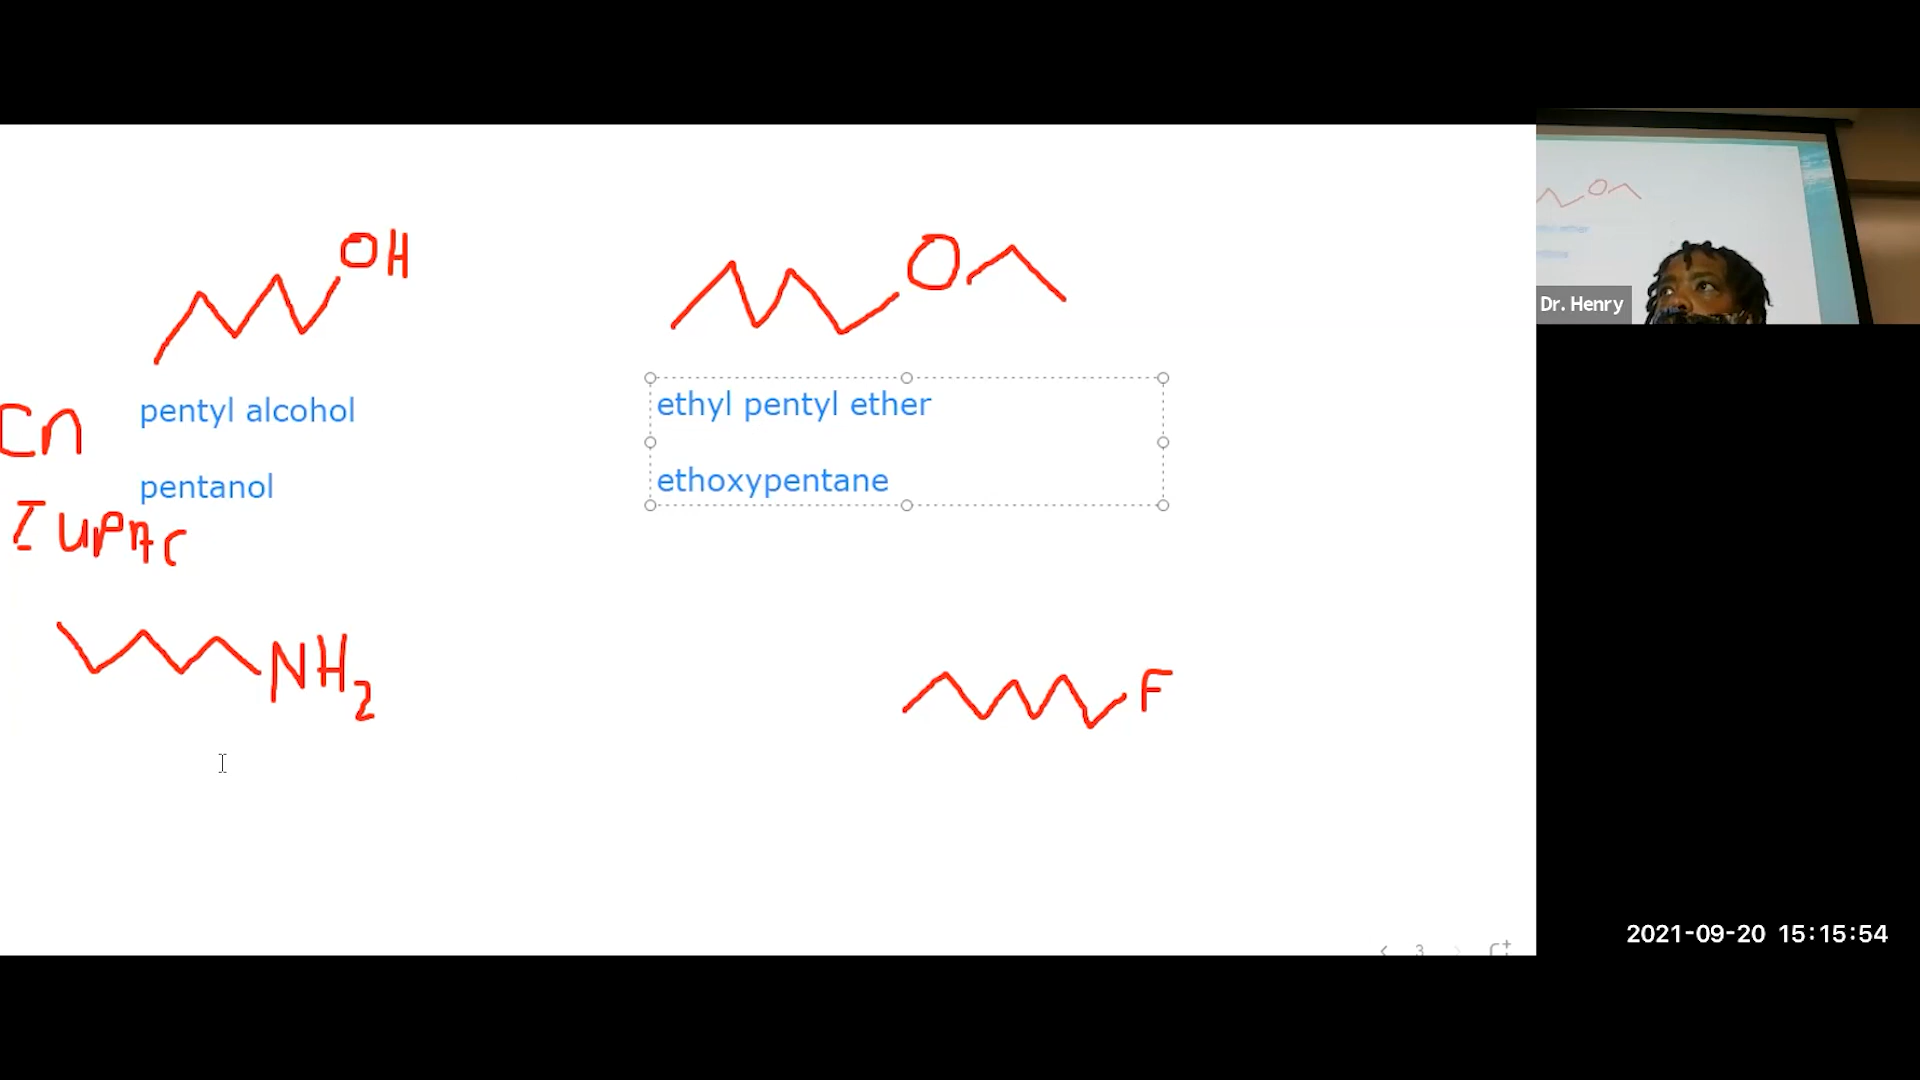 OH
O
Dr. Henry
pentyl alcohol
Cn
pentanol
IUPAC
ethyl pentyl ether
ethoxypentane
NH2
F
3
2021-09-20 15:15:54